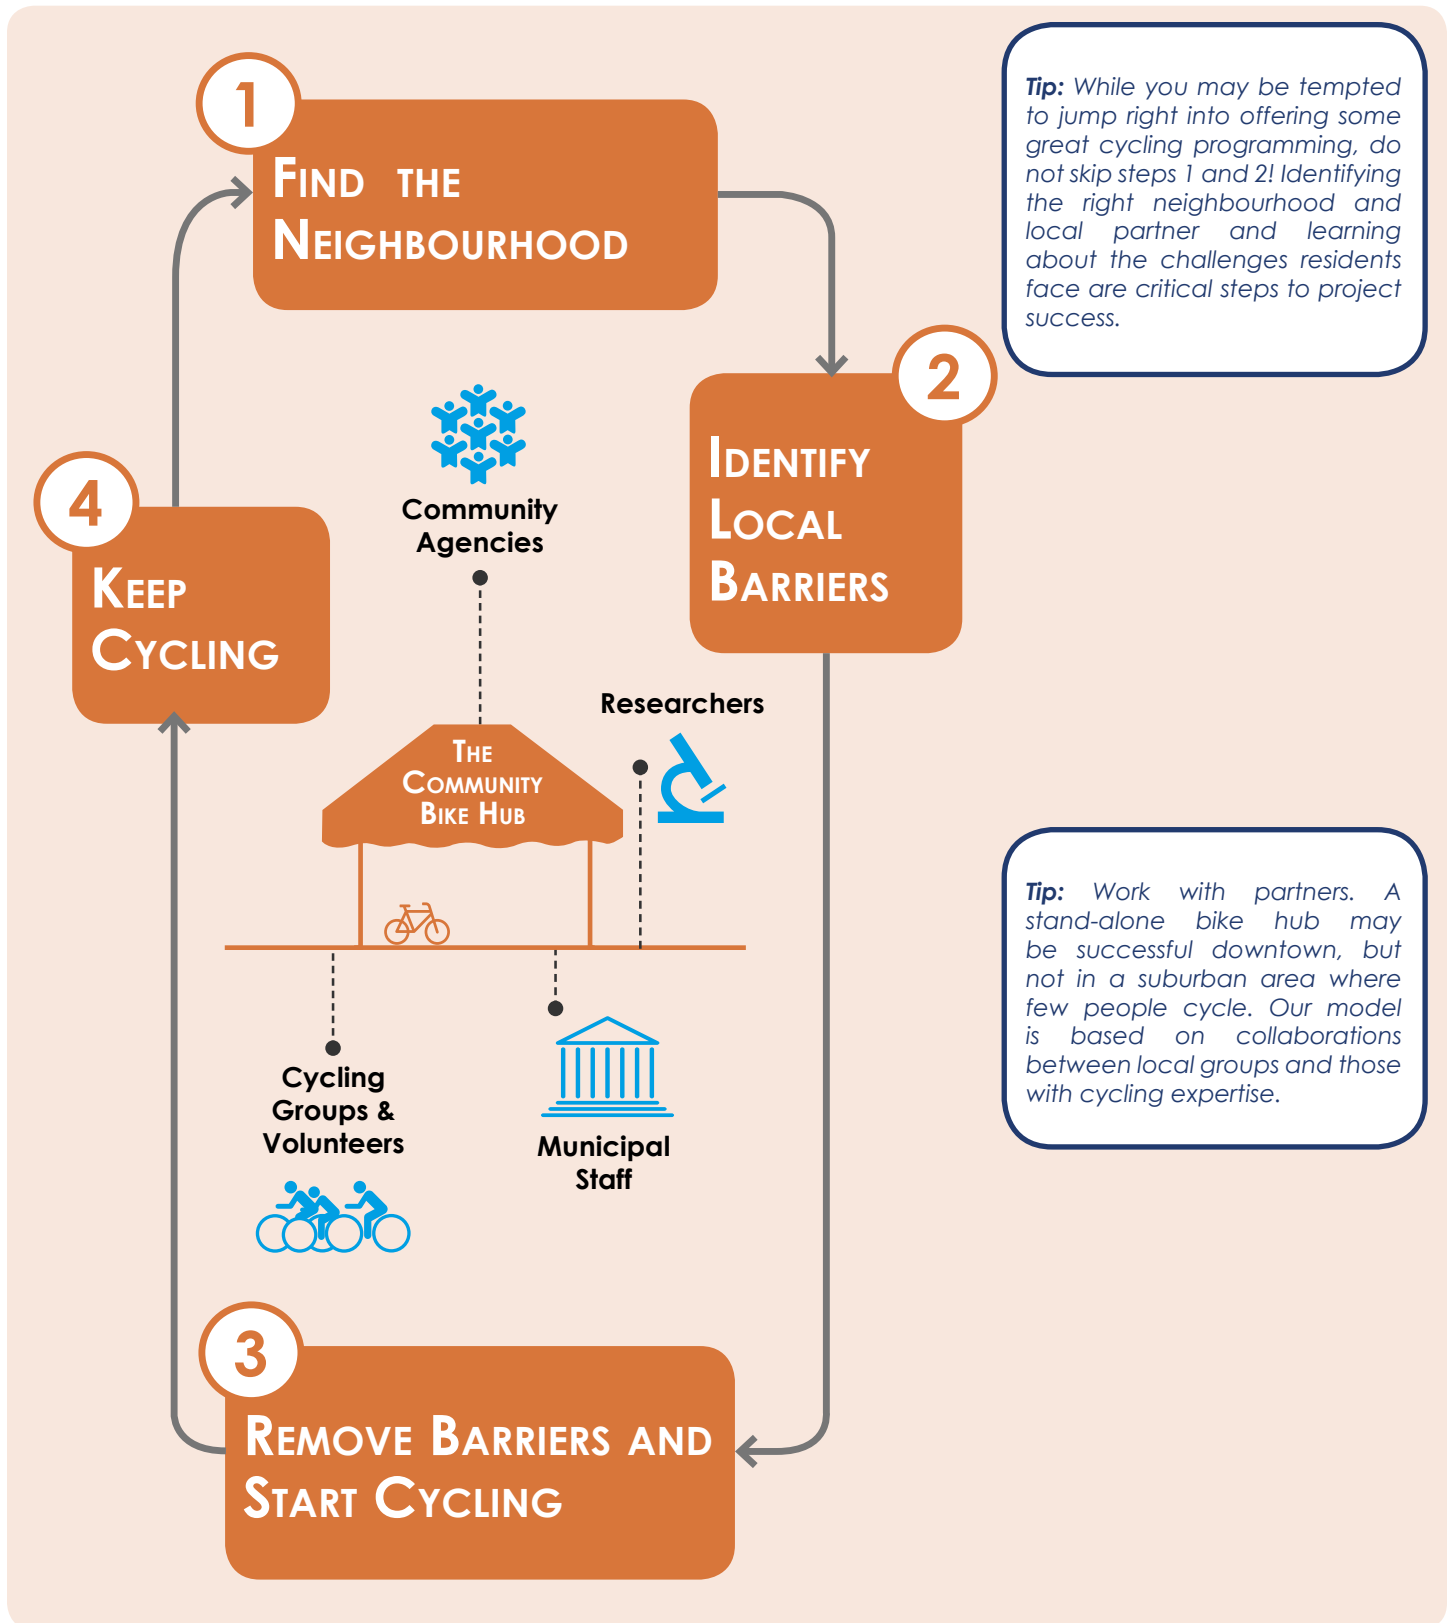 1
FIND THE
NEIGHBOURHOOD
Tip: While you may be tempted
to jump right into offering some
great cycling programming, do
not skip steps 1 and 2! Identifying
the right neighbourhood and
local partner and learning
about the challenges residents
face are critical steps to project
success.
2
IDENTIFY
LOCAL
BARRIERS
Community
Agencies
4
KEEP
CYCLING
Researchers
THE
COMMUNITY
BIKE HUB
Tip: Work with partners. A
stand-alone bike hub may
be successful downtown, but
not in a suburban area where
few people cycle. Our model
is based on collaborations
between local groups and those
with cycling expertise.
Cycling
Groups &
Volunteers
Municipal
Staff
3
REMOVE BARRIERS AND
START CYCLING